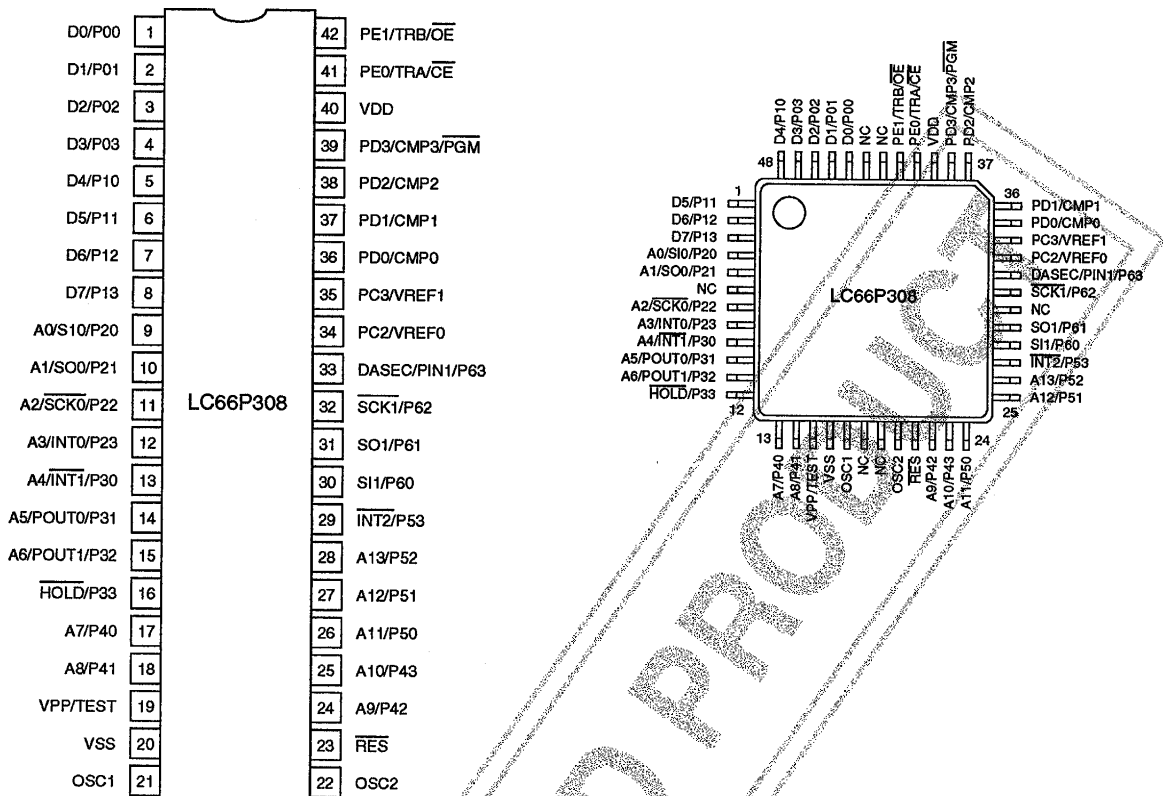 D0/P00 1
D1/P01 2
D2/P02 3
D3/P03 4
D4/P10 5
D5/P11 6
D6/P12 7
D7/P13 8
A0/S10/P20 9
A1/SO0/P21 10
A2/SCK0/P22 11
A3/INT0/P23 12
A4/INT1/P30 13
A5/POUT0/P31 14
A6/POUT1/P32 15
HOLD/P33 16
A7/P40 17
A8/P41 18
VPP/TEST 19
VSS 20
OSC1 21
LC66P308
42 PE1/TRB/OE
41 PE0/TRA/CE
40 VDD
39 PD3/CMP3/PGM
38 PD2/CMP2
37 PD1/CMP1
36 PD0/CMP0
35 PC3/VREF1
34 PC2/VREF0
33 DASEC/PIN1/P63
32 SCK1/P62
31 SO1/P61
30 SI1/P60
29 INT2/P53
28 A13/P52
27 A12/P51
26 A11/P50
25 A10/P43
24 A9/P42
23 RES
22 OSC2
D4/P10
D3/P03
D2/P02
D1/P01
D0/P00
NC
NC
PE1/TRB/OE
PE0/TRA/CE
VDD
PD3/CMP3/PGM
PD2/CMP2
48
37
1
D5/P11
D6/P12
D7/P13
A0/SI0/P20
A1/SO0/P21
NC
A2/SCK0/P22
A3/INT0/P23
A4/INT1/P30
A5/POUT0/P31
A6/POUT1/P32
HOLD/P33
12
LC66P308
36
PD1/CMP1
PD0/CMP0
PC3/VREF1
PC2/VREF0
DASEC/PIN1/P63
SCK1/P62
NC
SO1/P61
SI1/P60
INT2/P53
A13/P52
A12/P51
25
13
24
A7/P40
A8/P41
VPP/TEST
VSS
OSC1
NC
NC
OSC2
RES
A9/P42
A10/P43
A11/P50
D PRODUCT